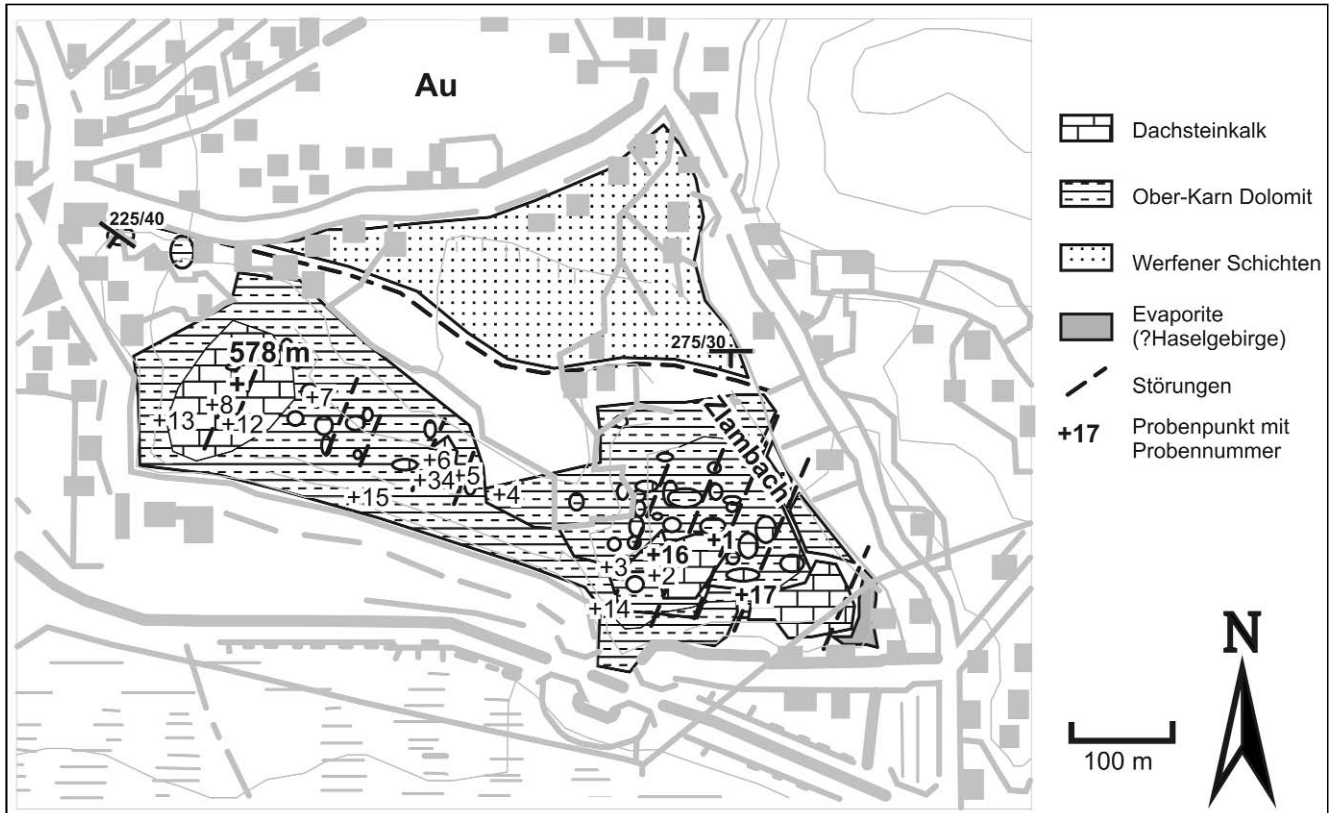 Au
225/40
275/30
578 m
+
+7
+8
+13
+12
+6
+34
+5
+4
+15
Zlambach
+1
+16
+3
+2
+17
+14
Dachsteinkalk
Ober-Karn Dolomit
Werfener Schichten
Evaporite
(?Haselgebirge)
Störungen
+17
Probenpunkt mit
Probennummer
N
100 m